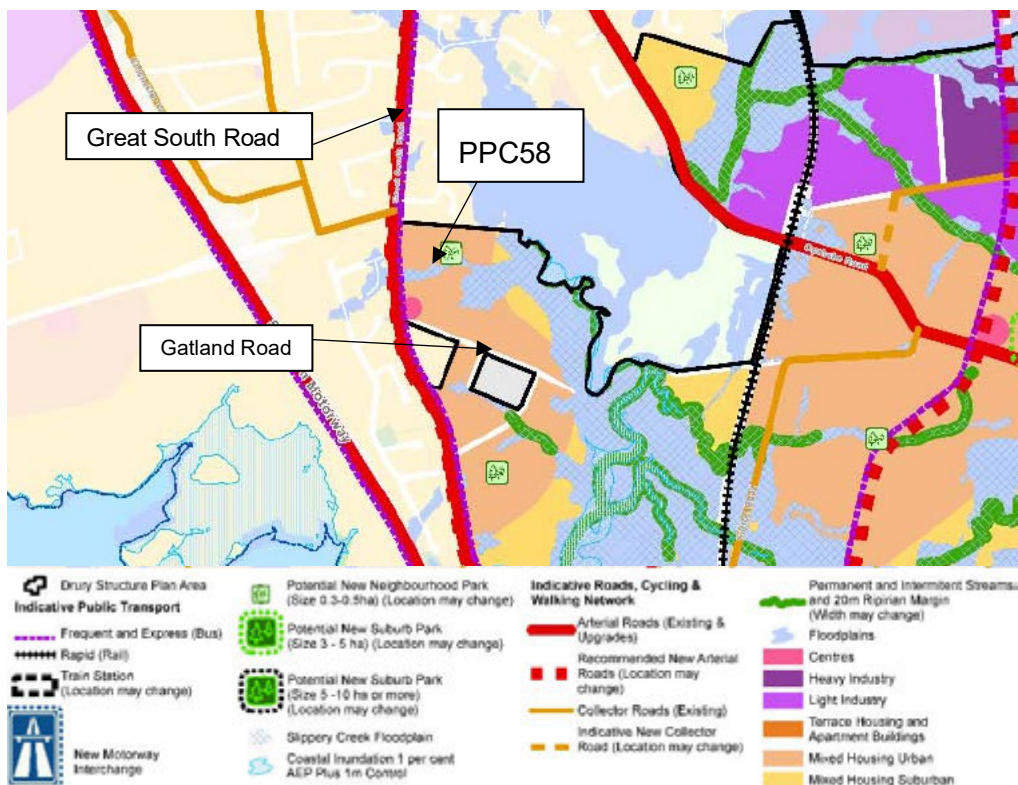 Great South Road
PPC58
Gatland Road
Great South Road
Opaheke Road
Motorway
Drury Structure Plan Area
Indicative Public Transport
Frequent and Express (Bus)
Rapid (Rail)
Train Station
(Location may change)
New Motorway
Interchange
Potential New Neighbourhood Park
(Size 0.3-0.5ha) (Location may change)
Potential New Suburb Park
(Size 3 - 5 ha) (Location may change)
Potential New Suburb Park
(Size 5 -10 ha or more)
(Location may change)
Slippery Creek Floodplain
Coastal Inundation 1 per cent
AEP Plus 1m Control
Indicative Roads, Cycling &
Walking Network
Arterial Roads (Existing &
Upgrades)
Recommended New Arterial
Roads (Location may
change)
Collector Roads (Existing)
Indicative New Collector
Road (Location may change)
Permanent and Intermitent Streams
and 20m Ripirian Margin
(Width may change)
Floodplains
Centres
Heavy Industry
Light Industry
Terrace Housing and
Apartment Buildings
Mixed Housing Urban
Mixed Housing Suburban